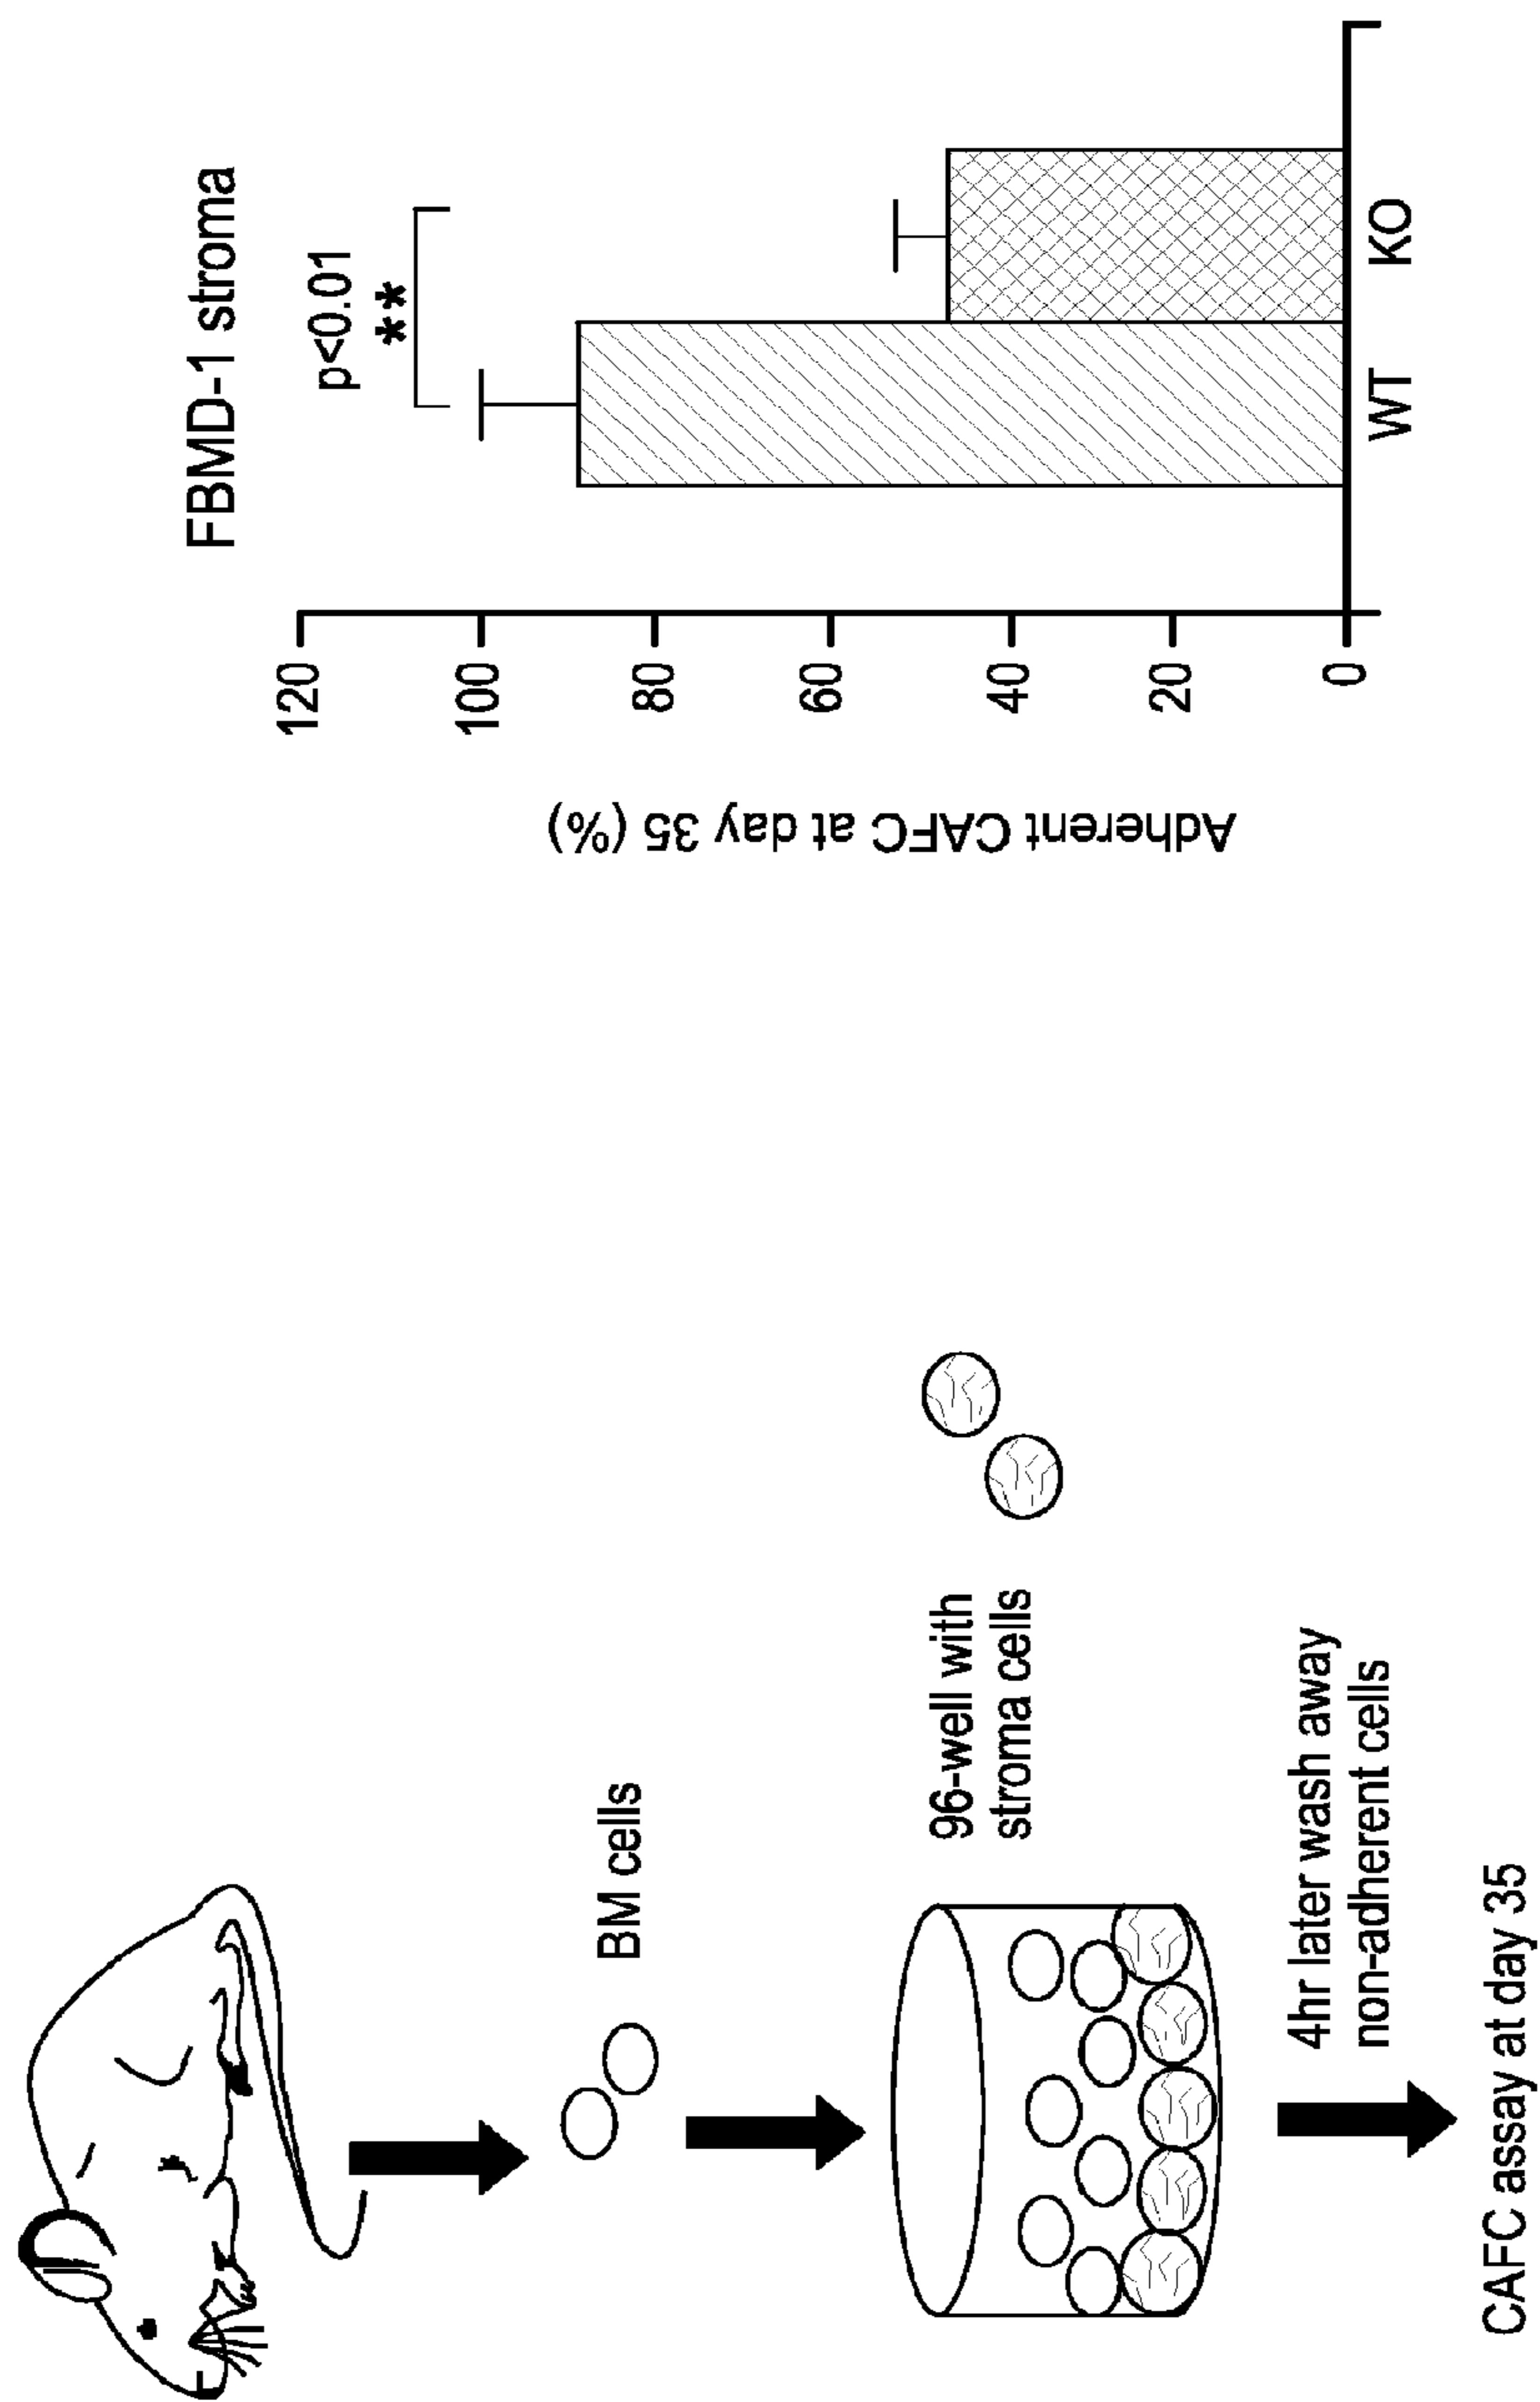 BM cells
96-well with
stroma cells
4hr later wash away
non-adherent cells
CAFC assay at day 35
FBMD-1 stroma
p<0.01
**
120
100
80
60
40
20
0
Adherent CAFC at day 35 (%)
WT
KO